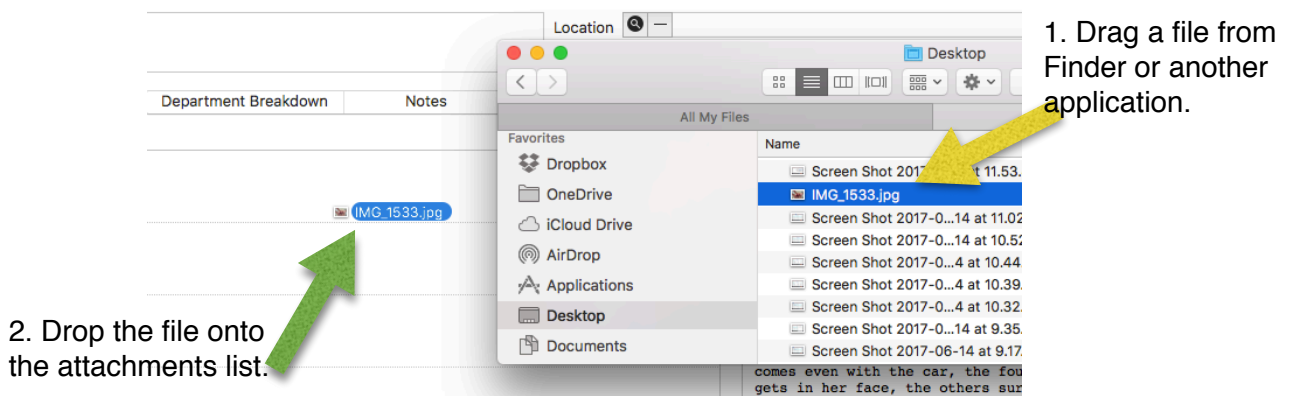 Location
1. Drag a file from
Finder or another
application.
Desktop
Department Breakdown Notes
All My Files
Favorites
Name
Dropbox
Screen Shot 2017 at 11.53.
OneDrive
IMG_1533.jpg
IMG_1533.jpg
Screen Shot 2017-0...14 at 11.02
iCloud Drive
Screen Shot 2017-0...14 at 10.52
AirDrop
Screen Shot 2017-0...4 at 10.44
Applications
Screen Shot 2017-0...4 at 10.39.
Desktop
Screen Shot 2017-0...4 at 10.32.
2. Drop the file onto
the attachments list.
Screen Shot 2017-0...14 at 9.35.
Documents
Screen Shot 2017-06-14 at 9.17.
comes even with the car, the fou
gets in her face, the others sur